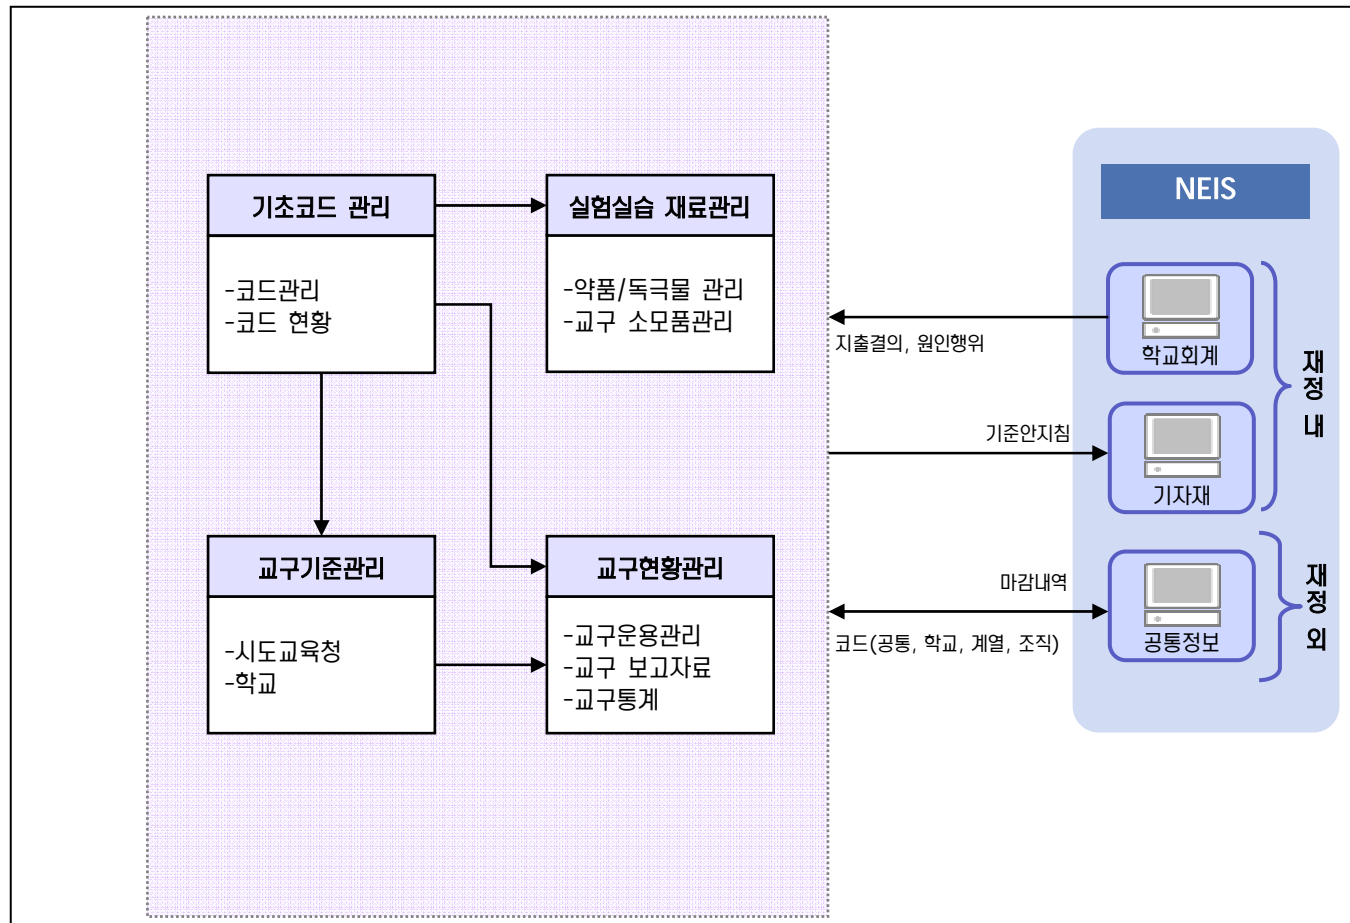 기초코드 관리
-코드관리
-코드 현황
실험실습 재료관리
-약품/독극물 관리
-교구 소모품관리
교구기준관리
-시도교육청
-학교
교구현황관리
-교구운용관리
-교구 보고자료
-교구통계
지출결의, 원인행위
기준안지침
마감내역
코드(공통, 학교, 계열, 조직)
NEIS
학교회계
기자재
공통정보
재정 내
재정 외